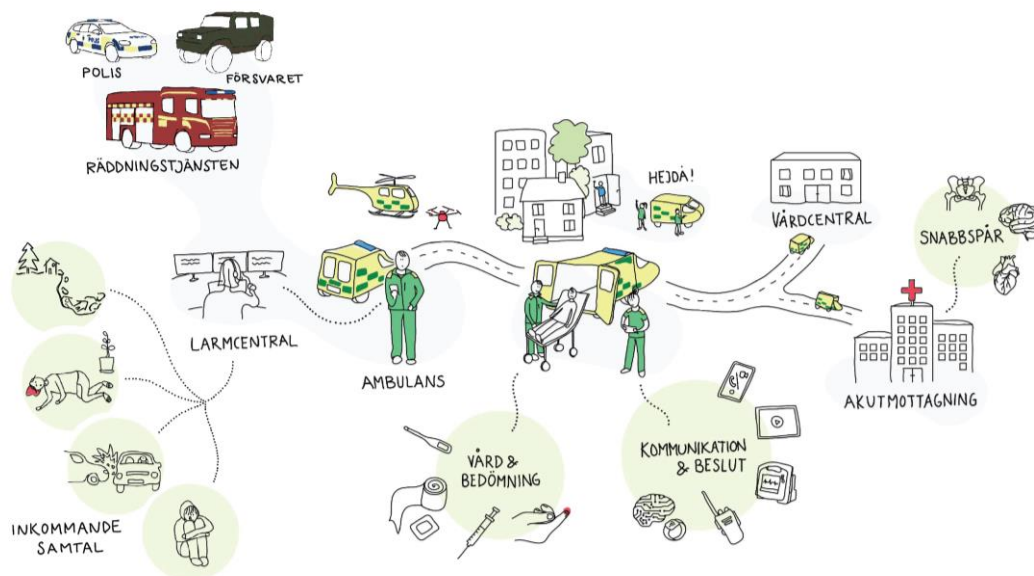 POLIS
FÖRSVARET
RÄDDNINGSTJÄNSTEN
HEJDÅ!
VÅRDCENTRAL
SNABBSPÅR
LARMCENTRAL
AMBULANS
AKUTMOTTAGNING
VÅRD &
BEDÖMNING
KOMMUNIKATION
& BESLUT
INKOMMANDE
SAMTAL